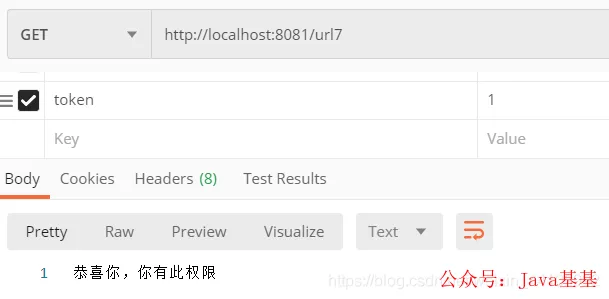 GET http://localhost:8081/url7
token 1
Key Value
Body Cookies Headers (8) Test Results
Pretty Raw Preview Visualize Text
1 恭喜你，你有此权限
https://blog.csdn 公众号：Java基基